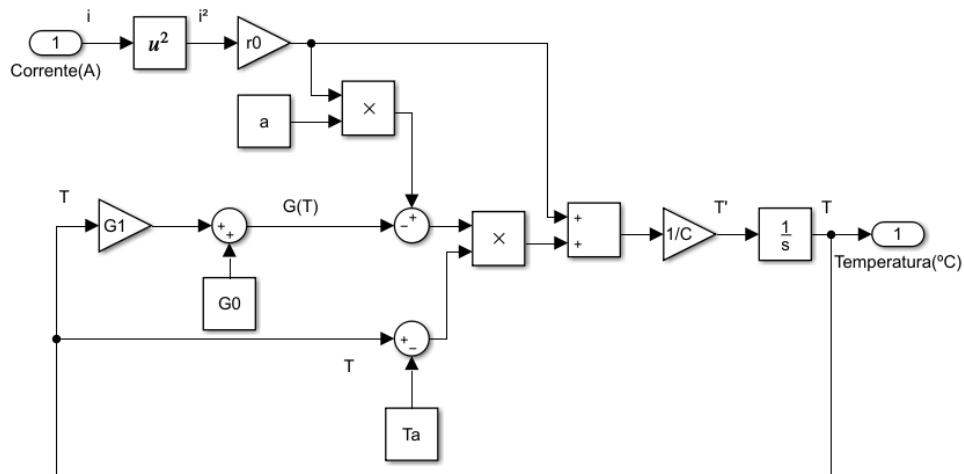 i
i²
1
u²
r0
Corrente(A)
a
×
T
G1
+
+
G(T)
−
+
×
+
+
1/C
T'
1/s
T
1
Temperatura(ºC)
G0
+
−
T
Ta